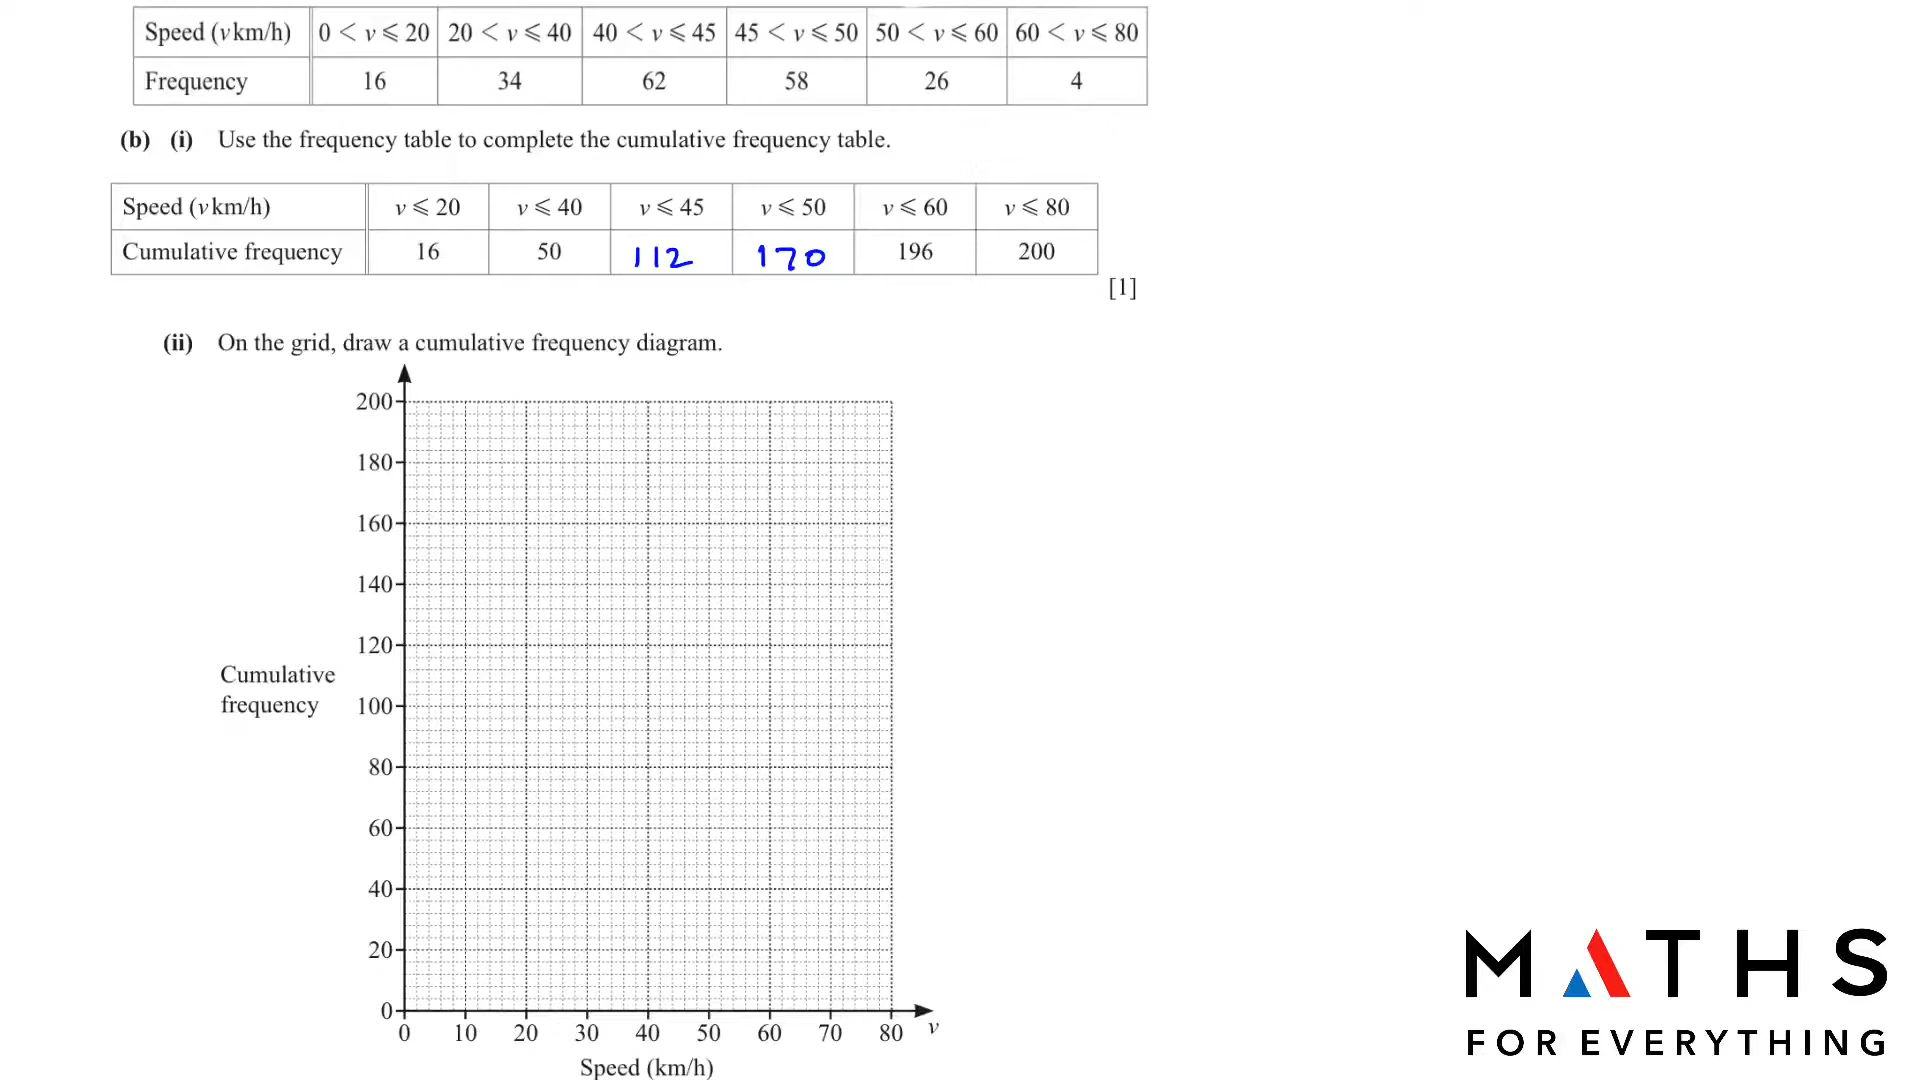 Speed (v km/h) 0 < v ⩽ 20 20 < v ⩽ 40 40 < v ⩽ 45 45 < v ⩽ 50 50 < v ⩽ 60 60 < v ⩽ 80
Frequency 16 34 62 58 26 4
(b) (i) Use the frequency table to complete the cumulative frequency table.
Speed (v km/h) v ⩽ 20 v ⩽ 40 v ⩽ 45 v ⩽ 50 v ⩽ 60 v ⩽ 80
Cumulative frequency 16 50 112 170 196 200
[1]
(ii) On the grid, draw a cumulative frequency diagram.
200
180
160
140
120
Cumulative
frequency
100
80
60
40
20
0
0 10 20 30 40 50 60 70 80 v
Speed (km/h)
MATHS
FOR EVERYTHING